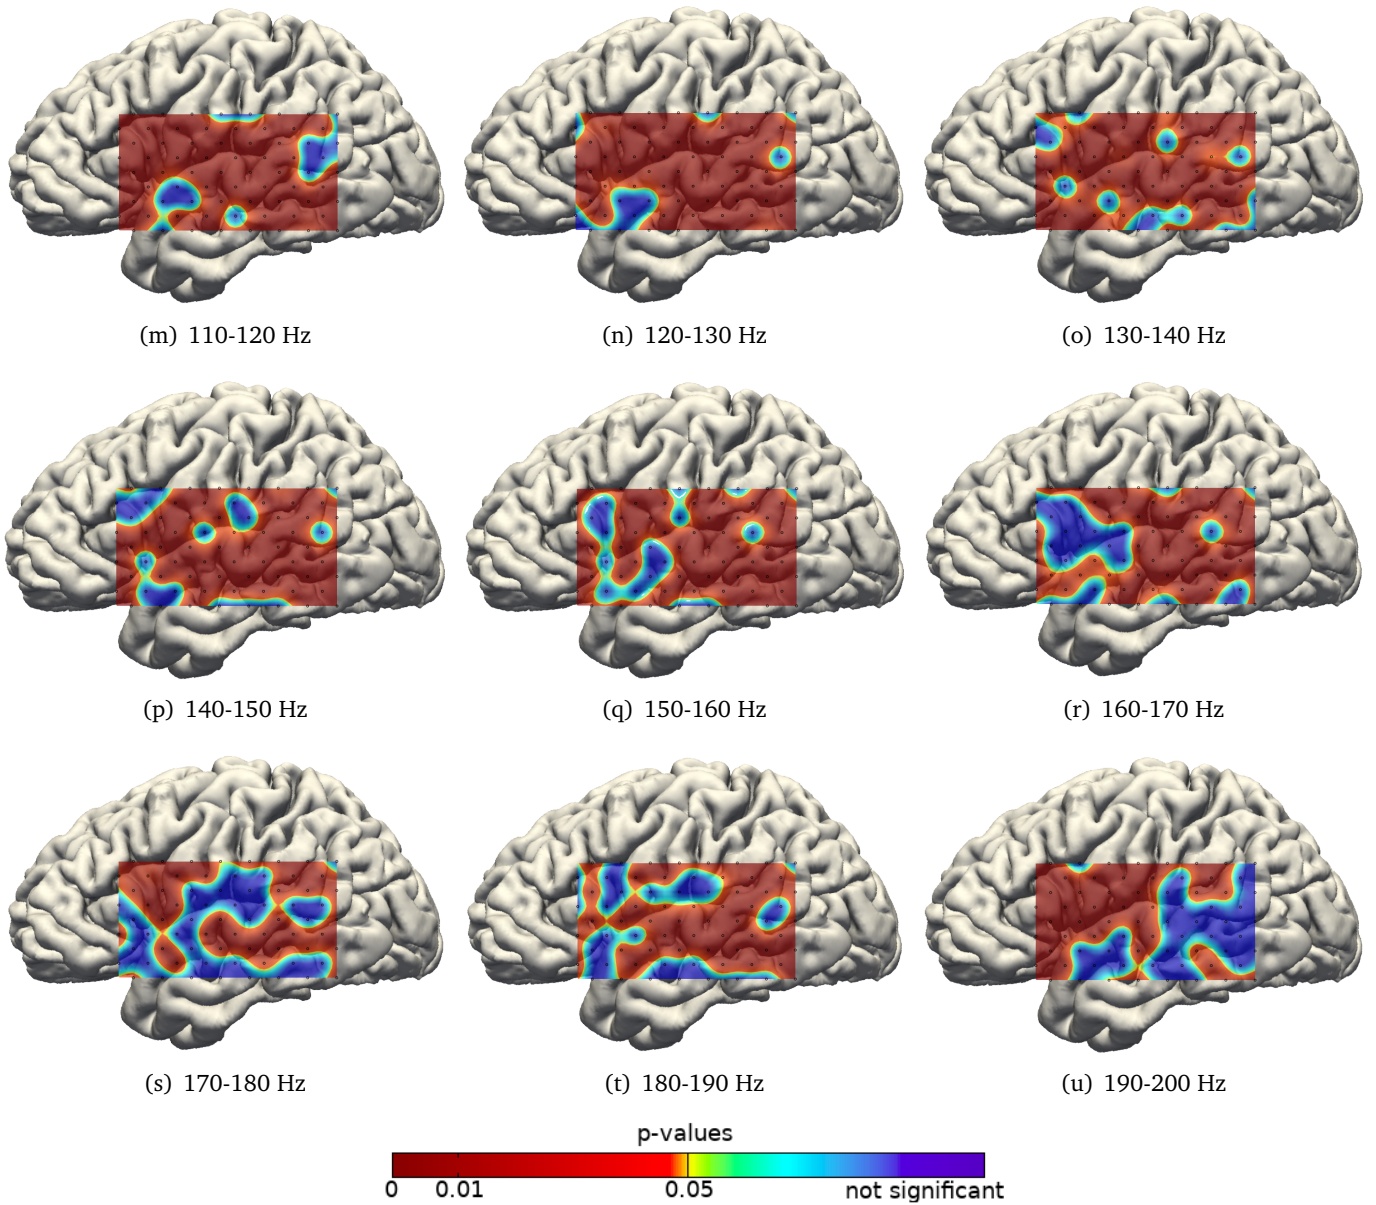 (m) 110-120 Hz
(n) 120-130 Hz
(o) 130-140 Hz
(p) 140-150 Hz
(q) 150-160 Hz
(r) 160-170 Hz
(s) 170-180 Hz
(t) 180-190 Hz
(u) 190-200 Hz
p-values
0 0.01 0.05 not significant